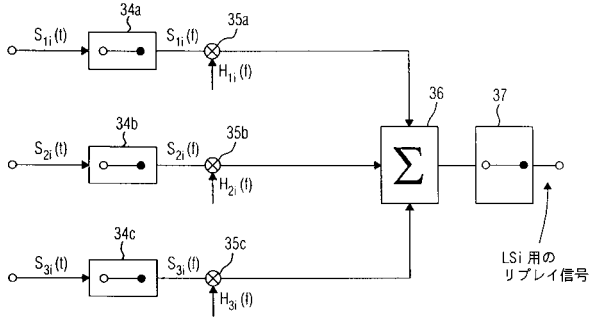 34a
35a
S1i(t)
S1i(f)
H1i(f)
34b
35b
36
37
S2i(t)
S2i(f)
H2i(f)
Σ
34c
35c
S3i(t)
S3i(f)
H3i(f)
LSi 用の
リプレイ信号